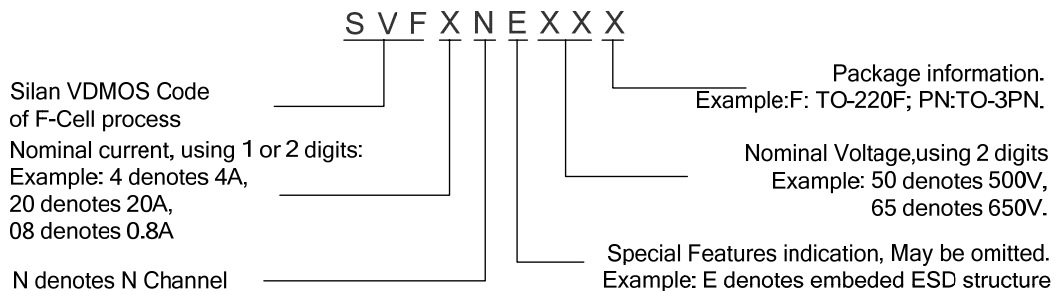 S V F X N E X X X
Silan VDMOS Code
of F-Cell process
Nominal current, using 1 or 2 digits:
Example: 4 denotes 4A,
20 denotes 20A,
08 denotes 0.8A
N denotes N Channel
Package information.
Example:F: TO-220F; PN:TO-3PN.
Nominal Voltage,using 2 digits
Example: 50 denotes 500V,
65 denotes 650V.
Special Features indication, May be omitted.
Example: E denotes embeded ESD structure